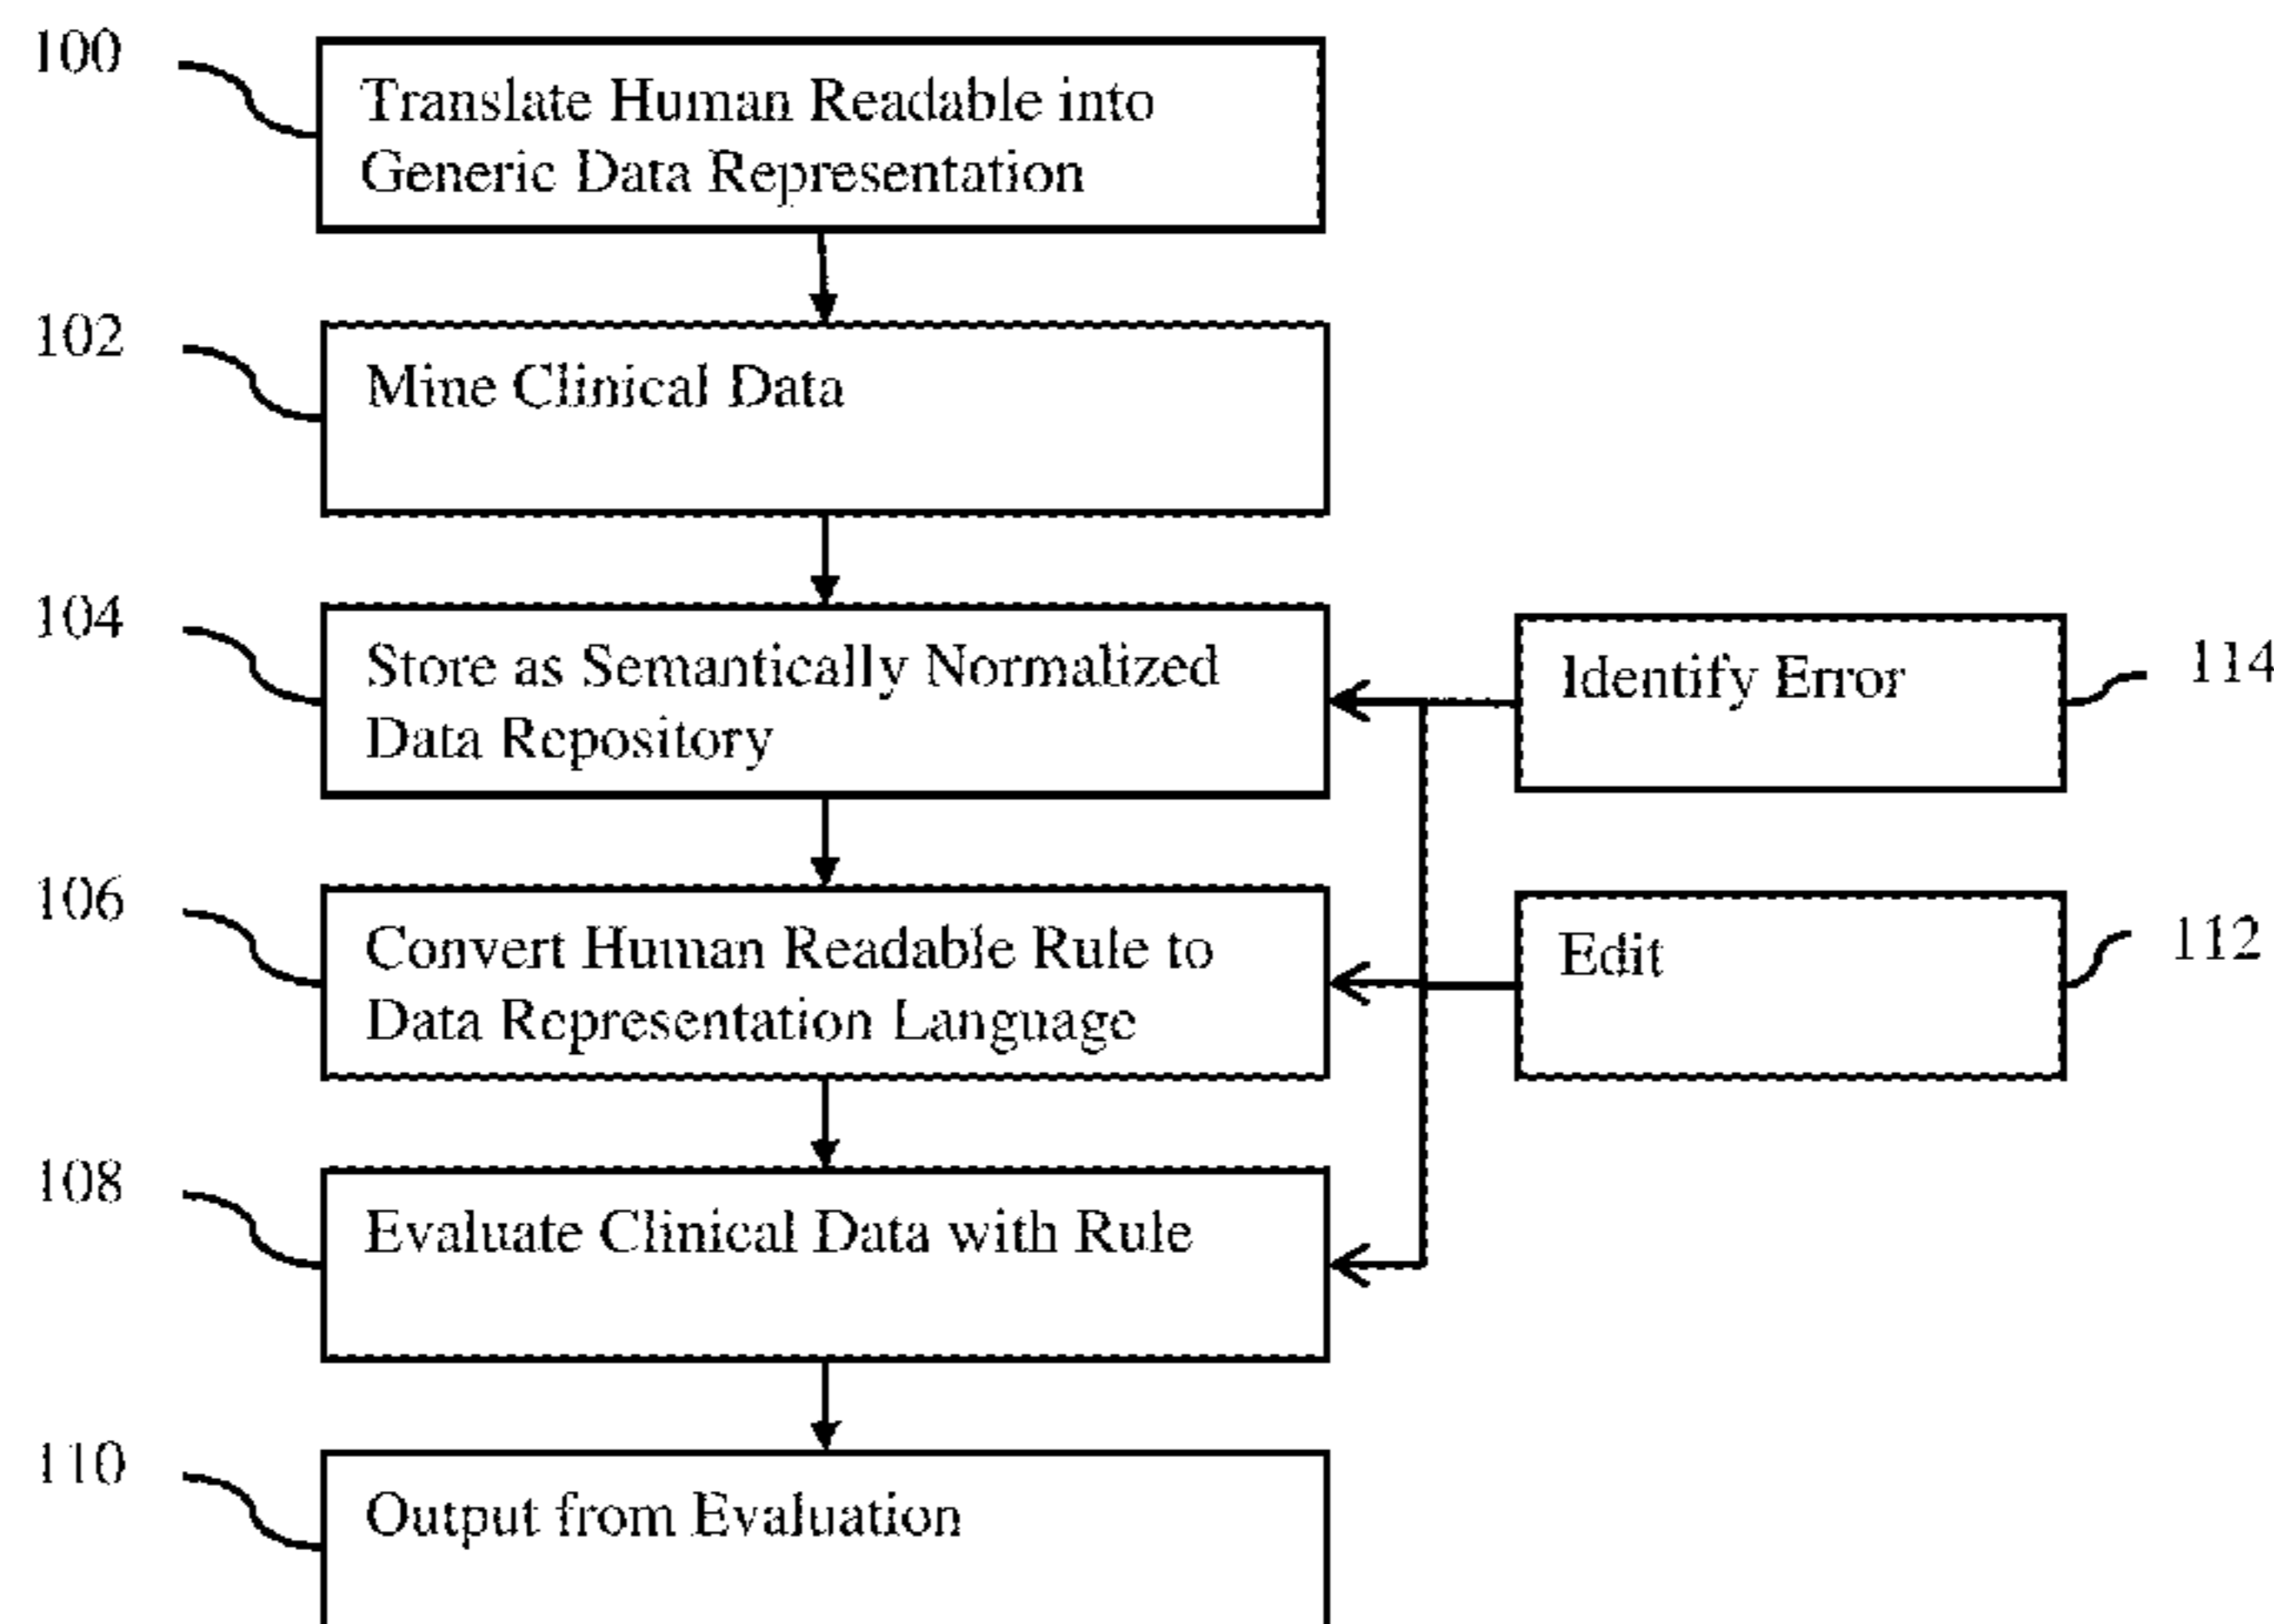 100
Translate Human Readable into
Generic Data Representation
102
Mine Clinical Data
104
Store as Semantically Normalized
Data Repository
Identify Error
114
106
Convert Human Readable Rule to
Data Representation Language
Edit
112
108
Evaluate Clinical Data with Rule
110
Output from Evaluation